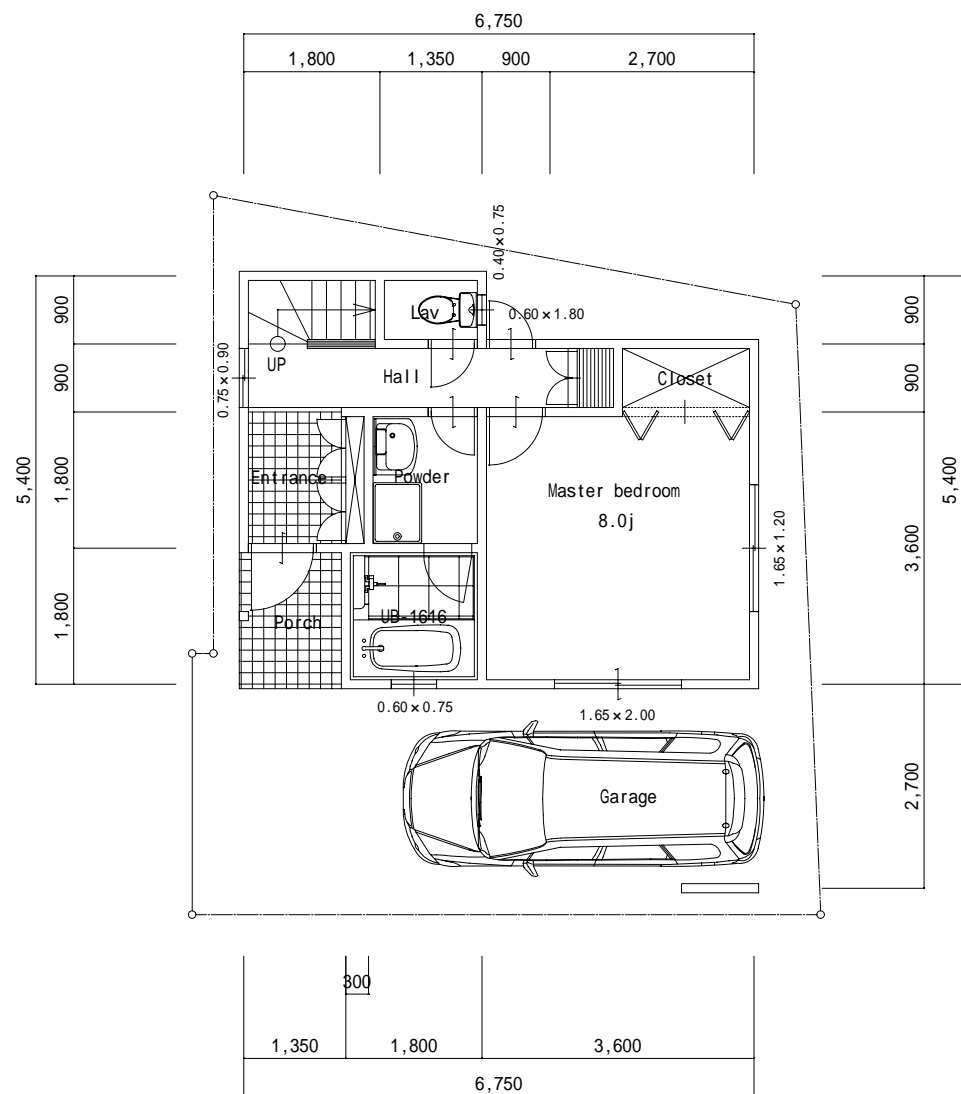 6,750
1,800 1,350 900 2,700
0.40×0.75
900
900
Lav
0.60×1.80
UP
0.75×0.90
Hall
Closet
900
900
5,400
1,800
Entrance
Powder
Master bedroom
8.0j
1.65×1.20
5,400
3,600
1,800
Porch
UB-1616
0.60×0.75
1.65×2.00
Garage
2,700
300
1,350 1,800 3,600
6,750